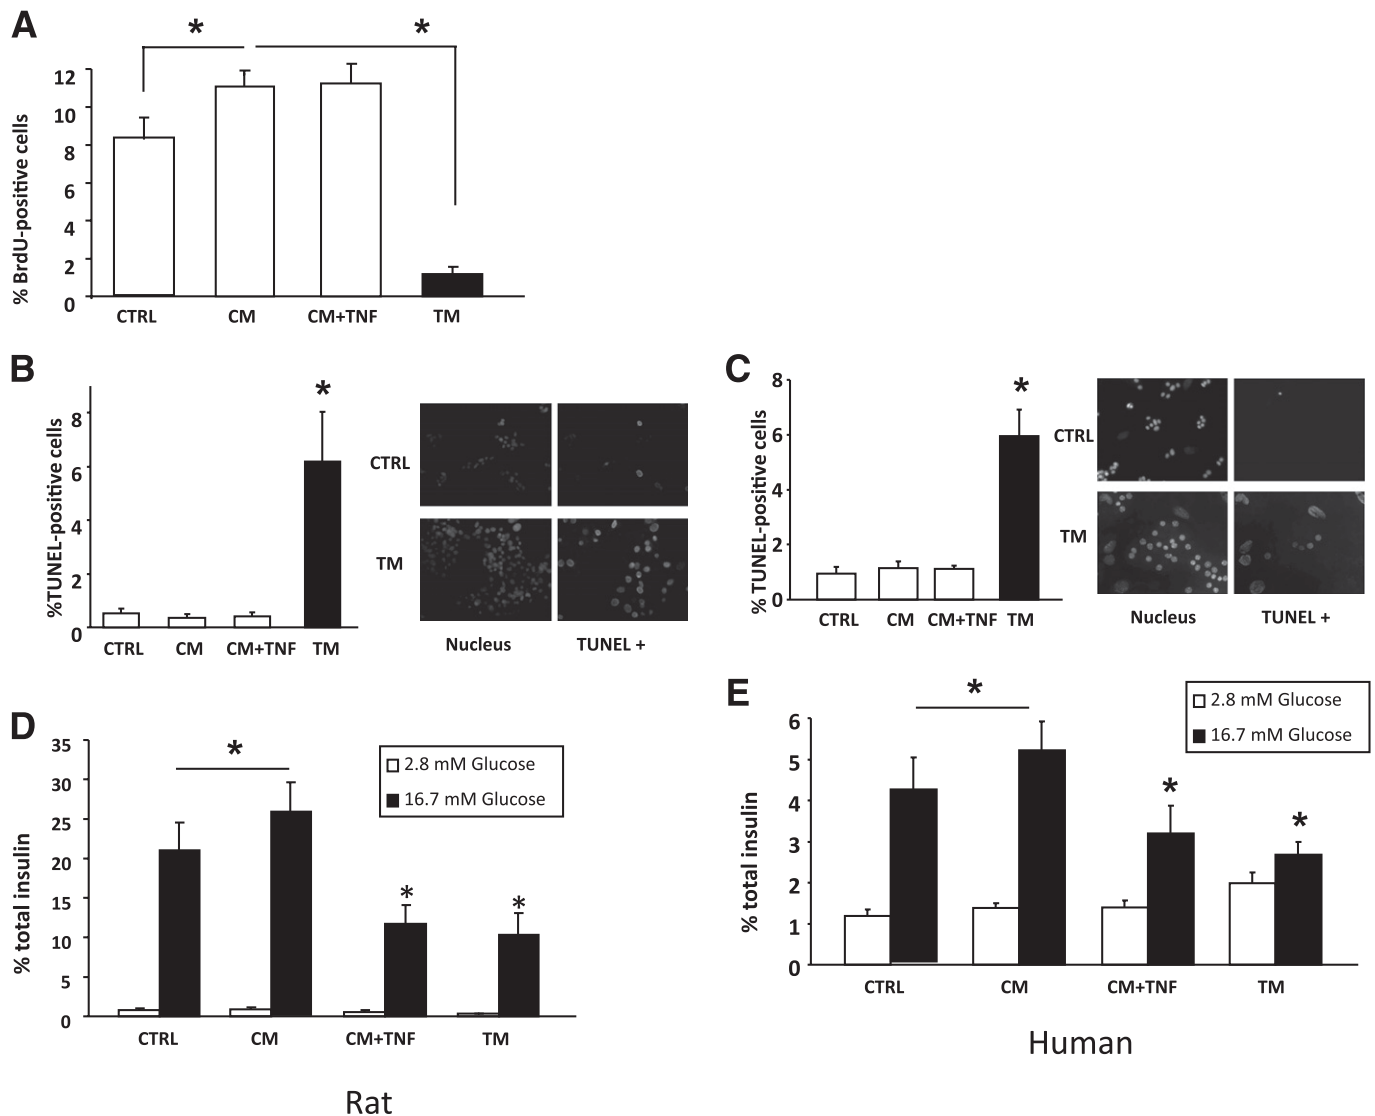 A
*
*
% BrdU-positive cells
12
10
8
6
4
2
0
CTRL CM CM+TNF TM
B
*
%TUNEL-positive cells
8
6
4
2
0
CTRL CM CM+TNF TM
CTRL
TM
Nucleus TUNEL +
C
*
% TUNEL-positive cells
8
6
4
2
0
CTRL CM CM+TNF TM
CTRL
TM
Nucleus TUNEL +
D
*
2.8 mM Glucose
16.7 mM Glucose
% total insulin
35
30
25
20
15
10
5
0
*
*
CTRL CM CM+TNF TM
Rat
E
*
2.8 mM Glucose
16.7 mM Glucose
% total insulin
6
5
4
3
2
1
0
*
*
CTRL CM CM+TNF TM
Human